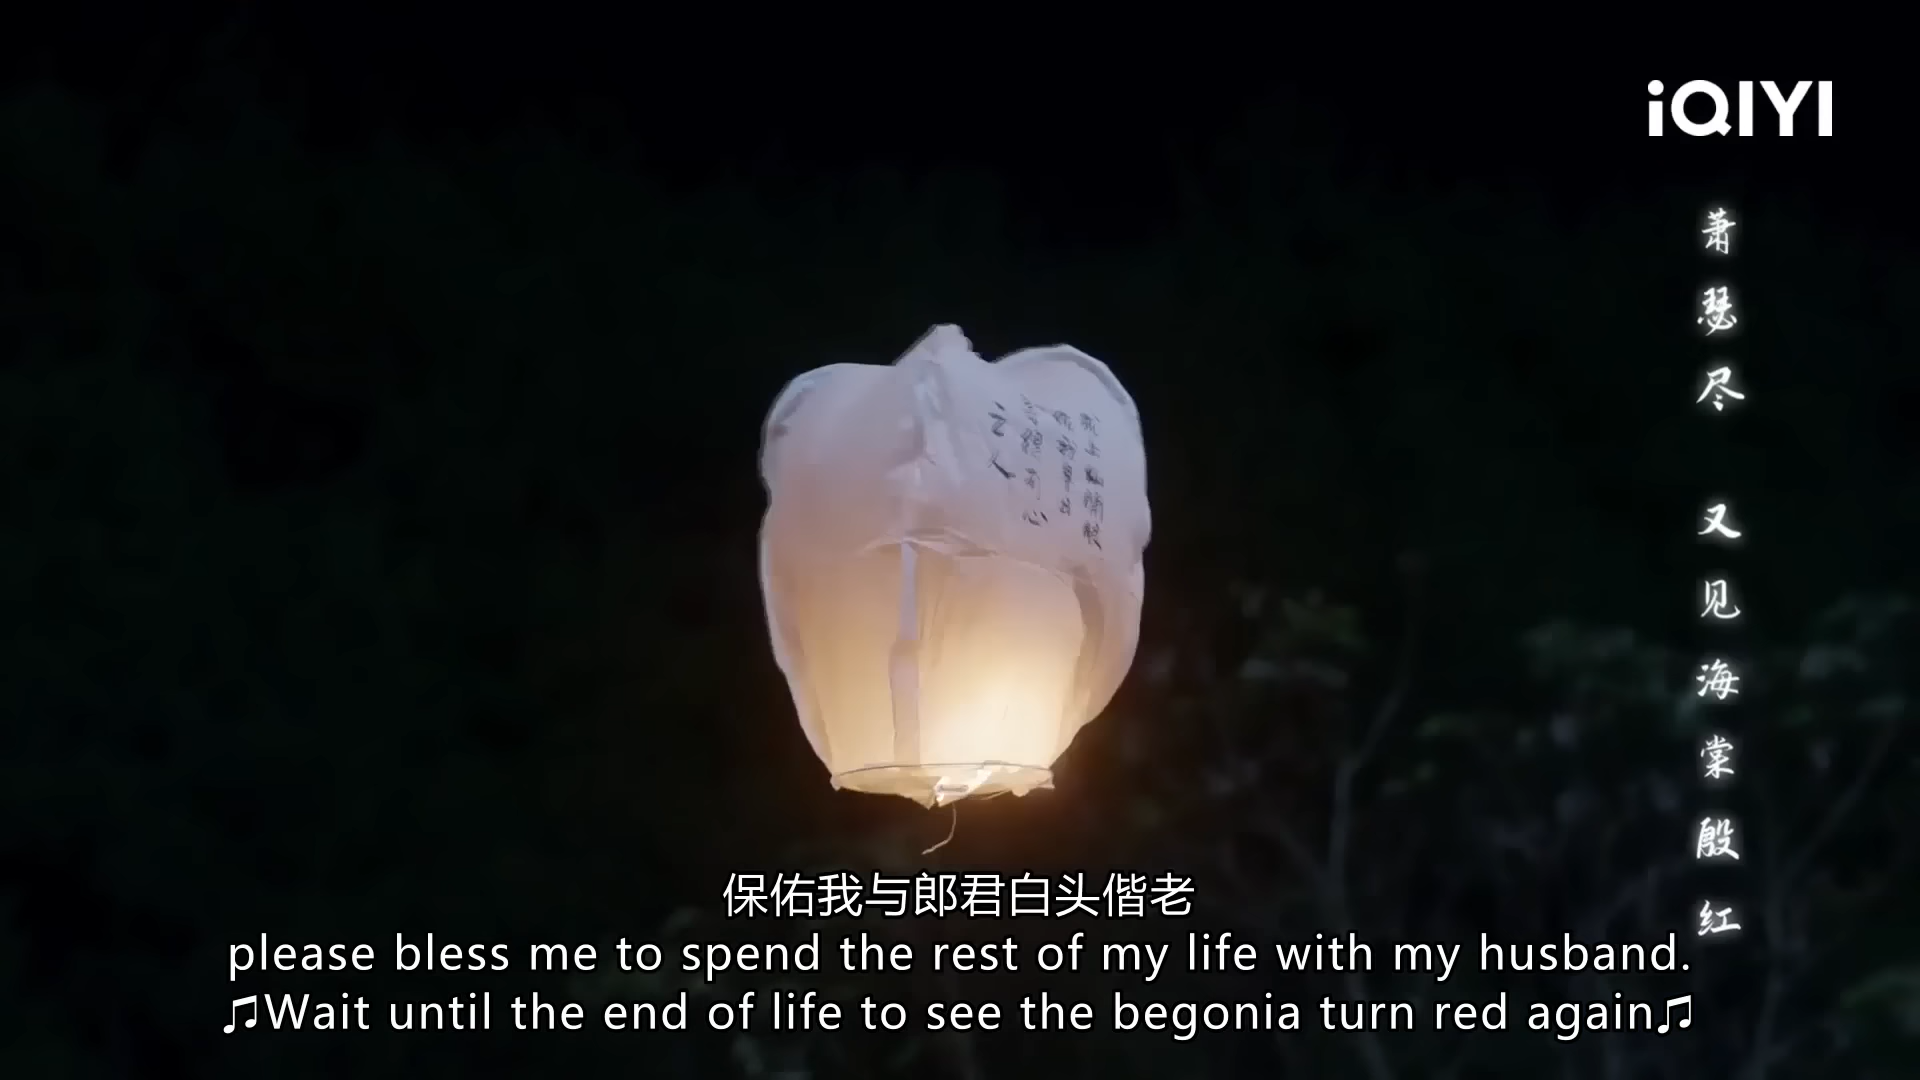 iQIYI
萧瑟尽 又见海棠殷红
之人
保佑我与郎君白头偕老
please bless me to spend the rest of my life with my husband.
♫Wait until the end of life to see the begonia turn red again♫